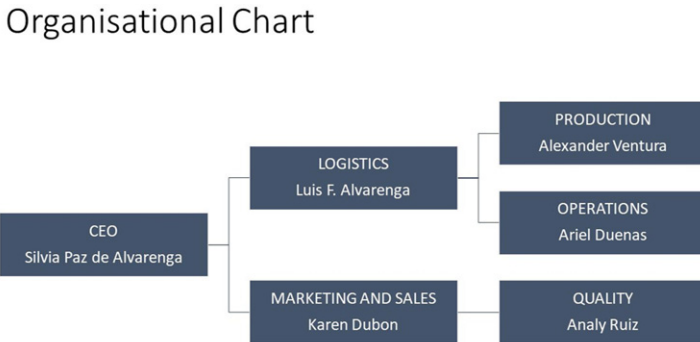 Organisational Chart
PRODUCTION
Alexander Ventura
LOGISTICS
Luis F. Alvarenga
OPERATIONS
Ariel Duenas
CEO
Silvia Paz de Alvarenga
MARKETING AND SALES
Karen Dubon
QUALITY
Analy Ruiz